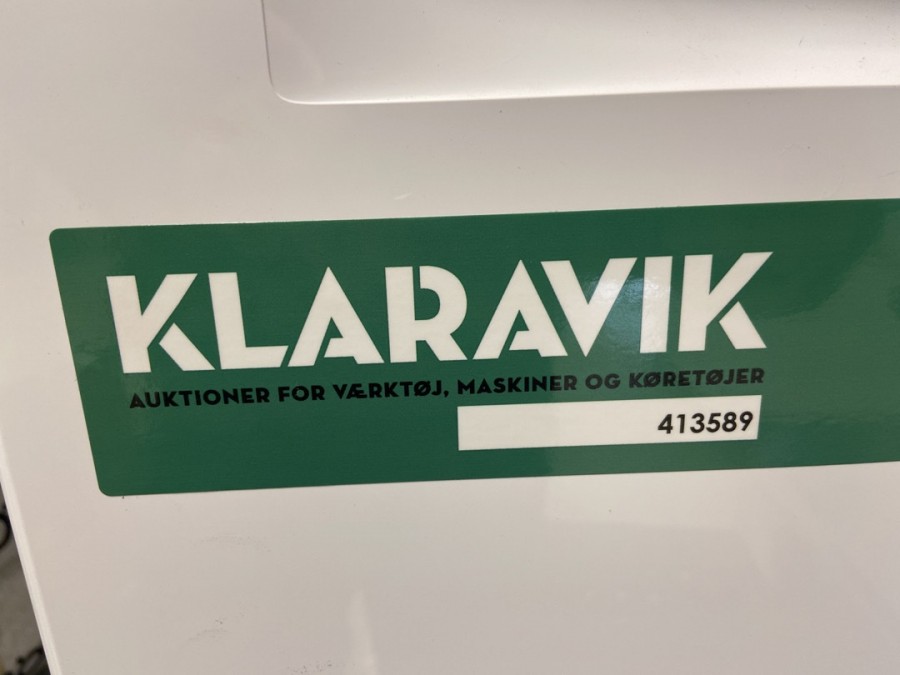 KLARAVIK
AUKTIONER FOR VÆRKTØJ, MASKINER OG KØRETØJER
413589